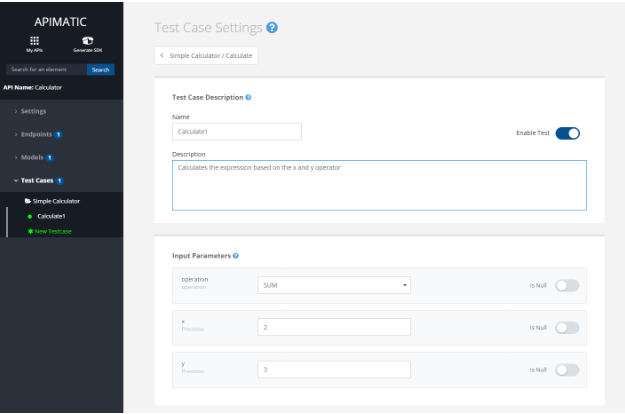 APIMATIC
My APIs
Generate SDK
Search for an element
Search
API Name: Calculator
> Settings
> Endpoints 1
> Models 1
Test Cases 1
Simple Calculator
Calculate1
New Testcase
Test Case Settings ?
< Simple Calculator / Calculate
Test Case Description ?
Name
Calculate1
Enable Test
Description
Calculates the expression based on the x and y operator
Input Parameters ?
operation
operation
SUM
Is Null
x
Precision
2
Is Null
y
Precision
3
Is Null